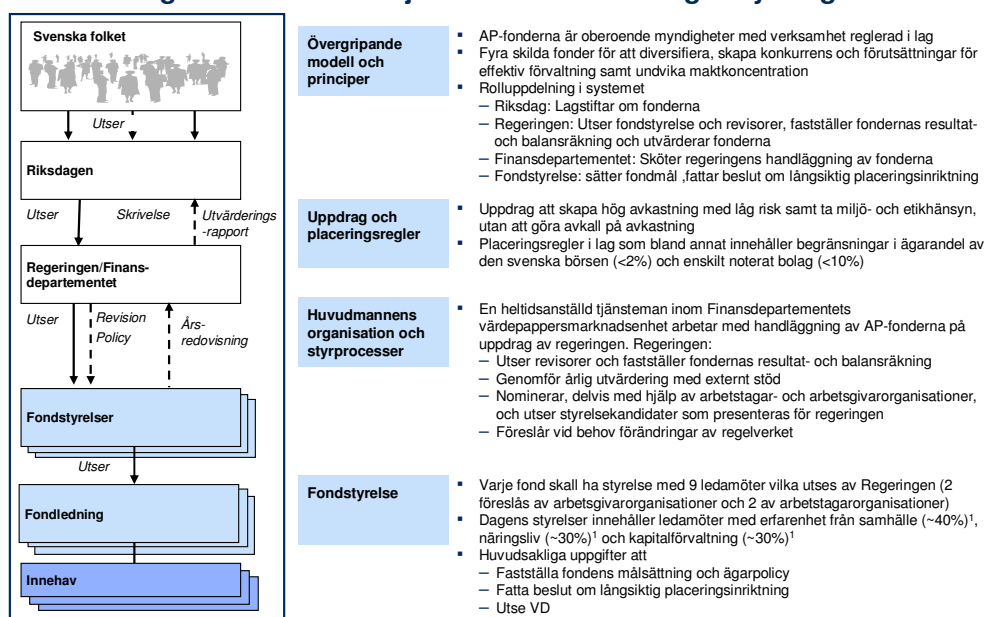 Svenska folket
Utser
Riksdagen
Utser
Skrivelse
Utvärderings
-rapport
Regeringen/Finans-
departementet
Utser
Revision
Policy
Års-
redovisning
Fondstyrelser
Utser
Fondledning
Innehav
Övergripande
modell och
principer
▪ AP-fonderna är oberoende myndigheter med verksamhet reglerad i lag
▪ Fyra skilda fonder för att diversifiera, skapa konkurrens och förutsättningar för
effektiv förvaltning samt undvika maktkoncentration
▪ Rolluppdelning i systemet
– Riksdag: Lagstiftar om fonderna
– Regeringen: Utser fondstyrelse och revisorer, fastställer fondernas resultat-
och balansräkning och utvärderar fonderna
– Finansdepartementet: Sköter regeringens handläggning av fonderna
– Fondstyrelse: sätter fondmål ,fattar beslut om långsiktig placeringsinriktning
Uppdrag och
placeringsregler
▪ Uppdrag att skapa hög avkastning med låg risk samt ta miljö- och etikhänsyn,
utan att göra avkall på avkastning
▪ Placeringsregler i lag som bland annat innehåller begränsningar i ägarandel av
den svenska börsen (<2%) och enskilt noterat bolag (<10%)
Huvudmannens
organisation och
styrprocesser
▪ En heltidsanställd tjänsteman inom Finansdepartementets
värdepappersmarknadsenhet arbetar med handläggning av AP-fonderna på
uppdrag av regeringen. Regeringen:
– Utser revisorer och fastställer fondernas resultat- och balansräkning
– Genomför årlig utvärdering med externt stöd
– Nominerar, delvis med hjälp av arbetstagar- och arbetsgivarorganisationer,
och utser styrelsekandidater som presenteras för regeringen
– Föreslår vid behov förändringar av regelverket
Fondstyrelse
▪ Varje fond skall ha styrelse med 9 ledamöter vilka utses av Regeringen (2
föreslås av arbetsgivarorganisationer och 2 av arbetstagarorganisationer)
▪ Dagens styrelser innehåller ledamöter med erfarenhet från samhälle (~40%)¹,
näringsliv (~30%)¹ och kapitalförvaltning (~30%)¹
▪ Huvudsakliga uppgifter att
– Fastställa fondens målsättning och ägarpolicy
– Fatta beslut om långsiktig placeringsinriktning
– Utse VD